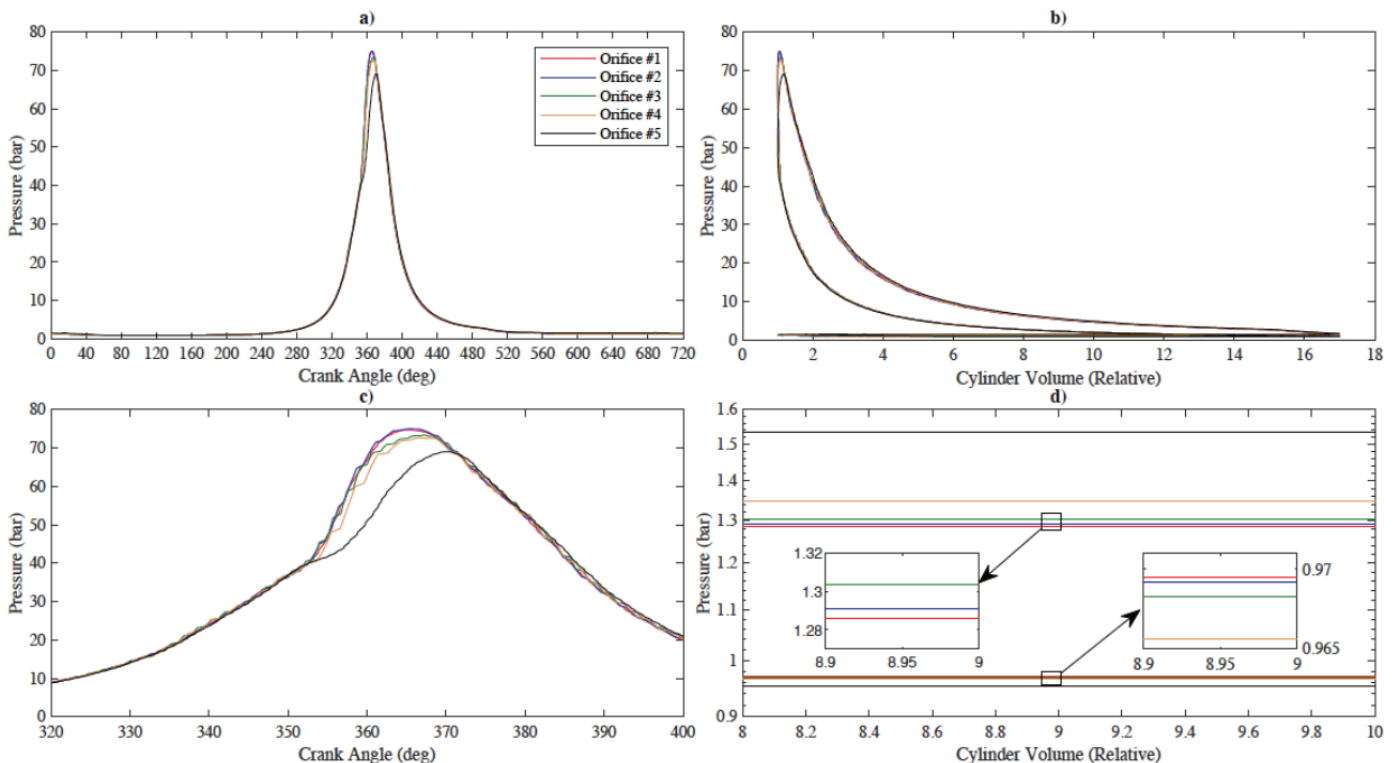 a)
80
70
60
50
40
30
20
10
0
Pressure (bar)
Orifice #1
Orifice #2
Orifice #3
Orifice #4
Orifice #5
0 40 80 120 160 200 240 280 320 360 400 440 480 520 560 600 640 680 720
Crank Angle (deg)
b)
80
70
60
50
40
30
20
10
0
Pressure (bar)
0 2 4 6 8 10 12 14 16 18
Cylinder Volume (Relative)
c)
80
70
60
50
40
30
20
10
0
Pressure (bar)
320 330 340 350 360 370 380 390 400
Crank Angle (deg)
d)
1.6
1.5
1.4
1.3
1.2
1.1
1
0.9
Pressure (bar)
1.32
1.3
1.28
8.9 8.95 9
0.97
0.965
8.9 8.95 9
8 8.2 8.4 8.6 8.8 9 9.2 9.4 9.6 9.8 10
Cylinder Volume (Relative)